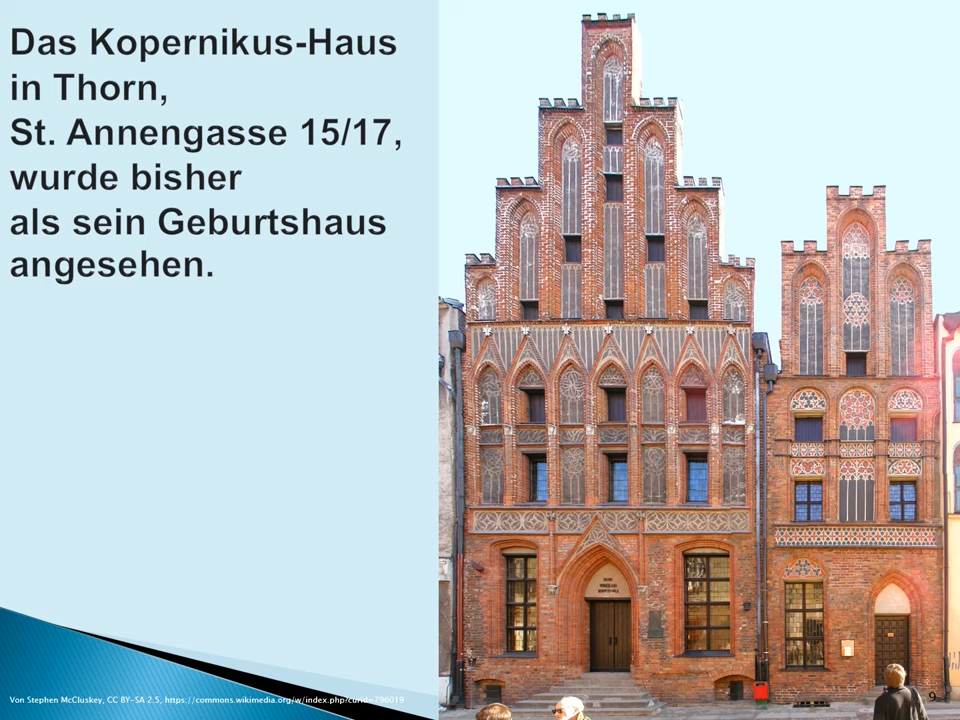 Das Kopernikus-Haus
in Thorn,
St. Annengasse 15/17,
wurde bisher
als sein Geburtshaus
angesehen.
Von Stephen McCluskey, CC BY-SA 2.5, https://commons.wikimedia.org/w/index.php?curid=796019
9